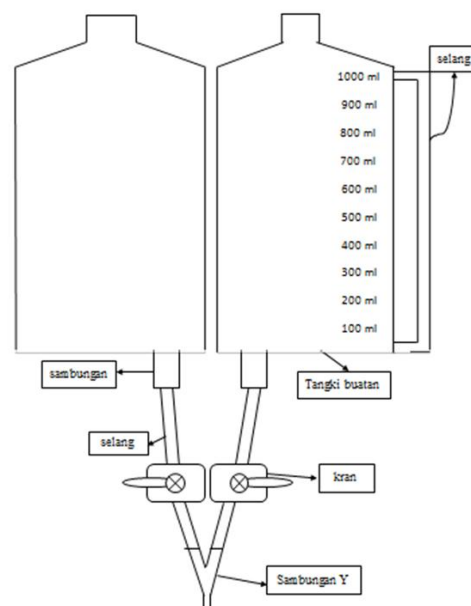 selang
1000 ml
900 ml
800 ml
700 ml
600 ml
500 ml
400 ml
300 ml
200 ml
100 ml
sambungan
Tangki buatan
selang
kran
Sambungan Y